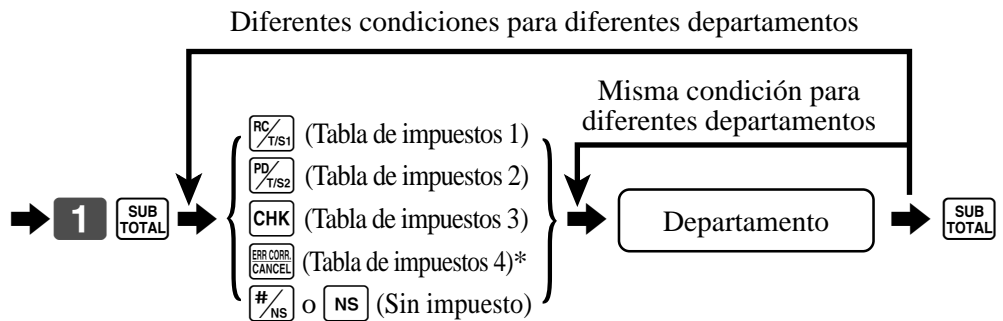 Diferentes condiciones para diferentes departamentos
Misma condición para
diferentes departamentos
RC/T/S1 (Tabla de impuestos 1)
PD/T/S2 (Tabla de impuestos 2)
CHK (Tabla de impuestos 3)
ERR CORR. CANCEL (Tabla de impuestos 4)*
#/NS o NS (Sin impuesto)
1 SUB TOTAL
Departamento
SUB TOTAL